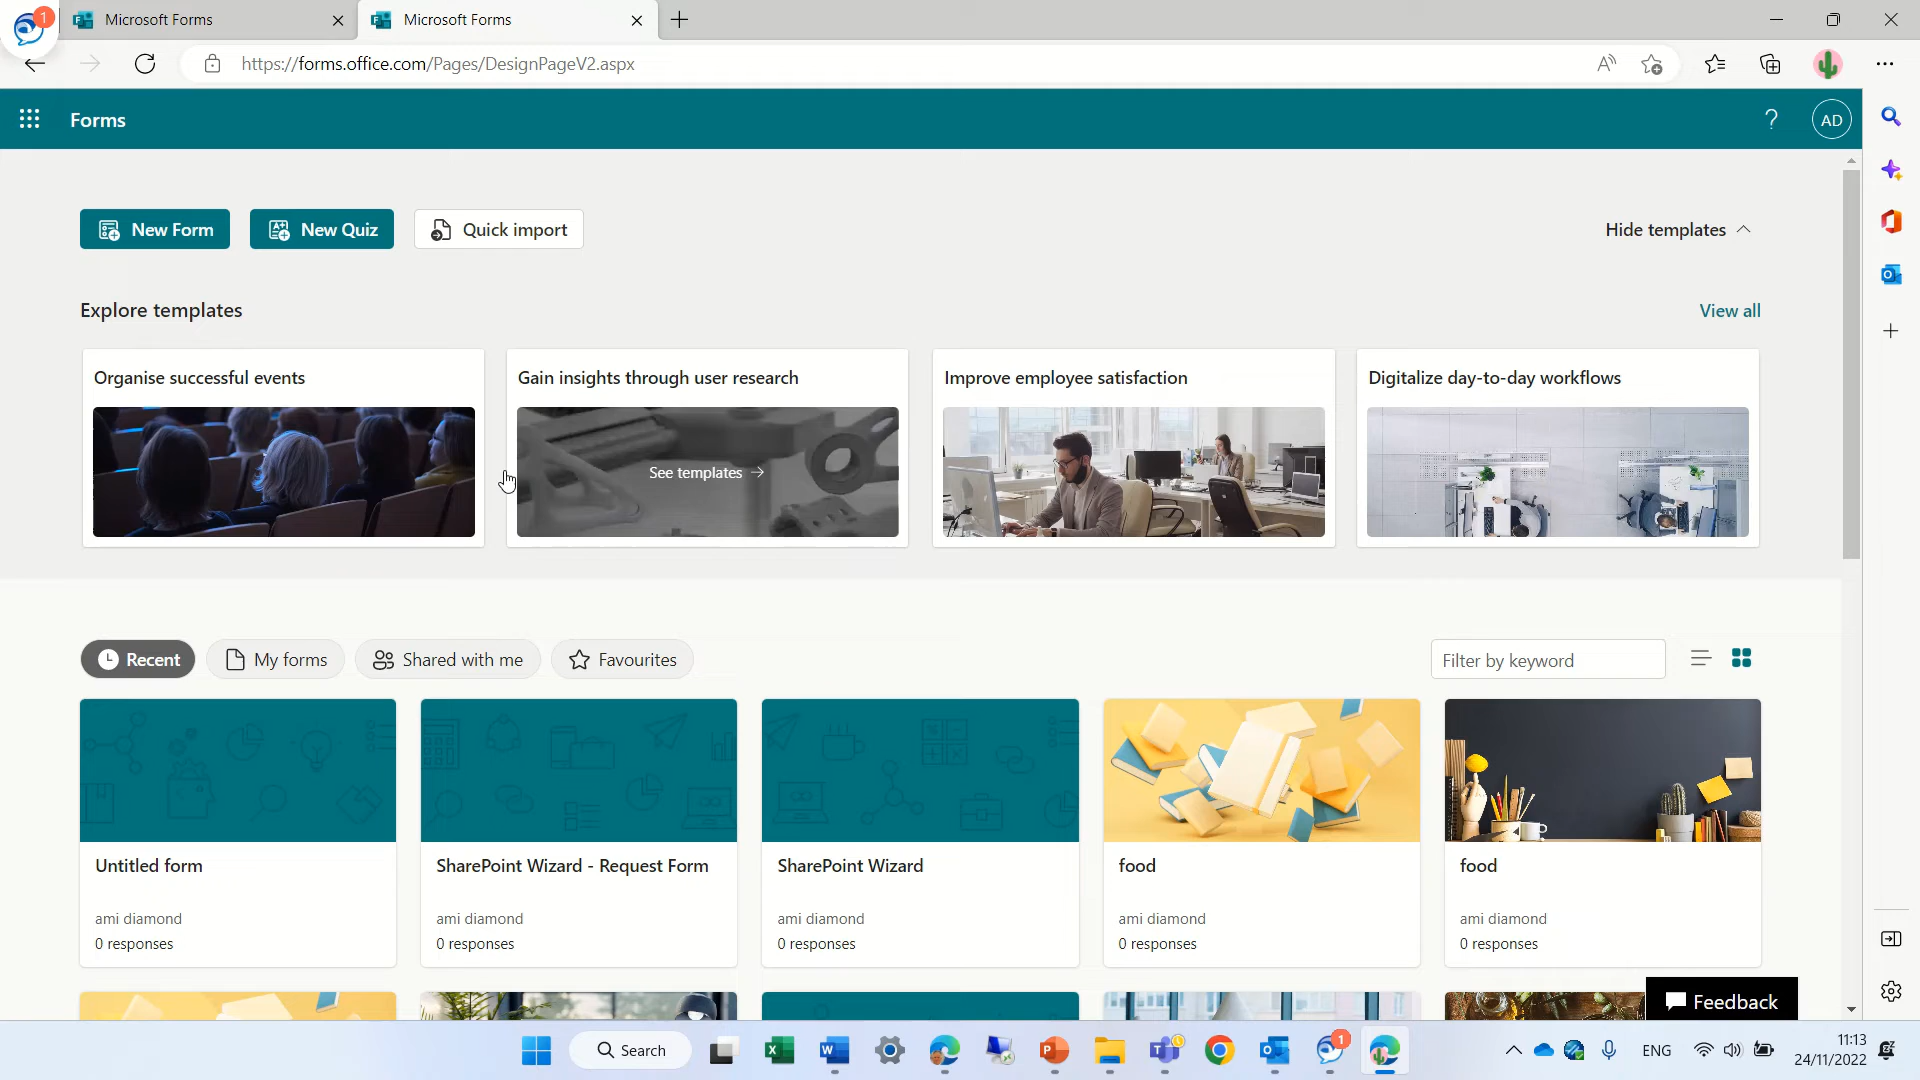 1
Microsoft Forms
Microsoft Forms
https://forms.office.com/Pages/DesignPageV2.aspx
Forms
?
AD
New Form
New Quiz
Quick import
Hide templates
Explore templates
View all
Organise successful events
Gain insights through user research
Improve employee satisfaction
Digitalize day-to-day workflows
See templates
Recent
My forms
Shared with me
Favourites
Filter by keyword
Untitled form
SharePoint Wizard - Request Form
SharePoint Wizard
food
food
ami diamond
ami diamond
ami diamond
ami diamond
ami diamond
0 responses
0 responses
0 responses
0 responses
0 responses
Feedback
Search
1
ENG
11:13
24/11/2022